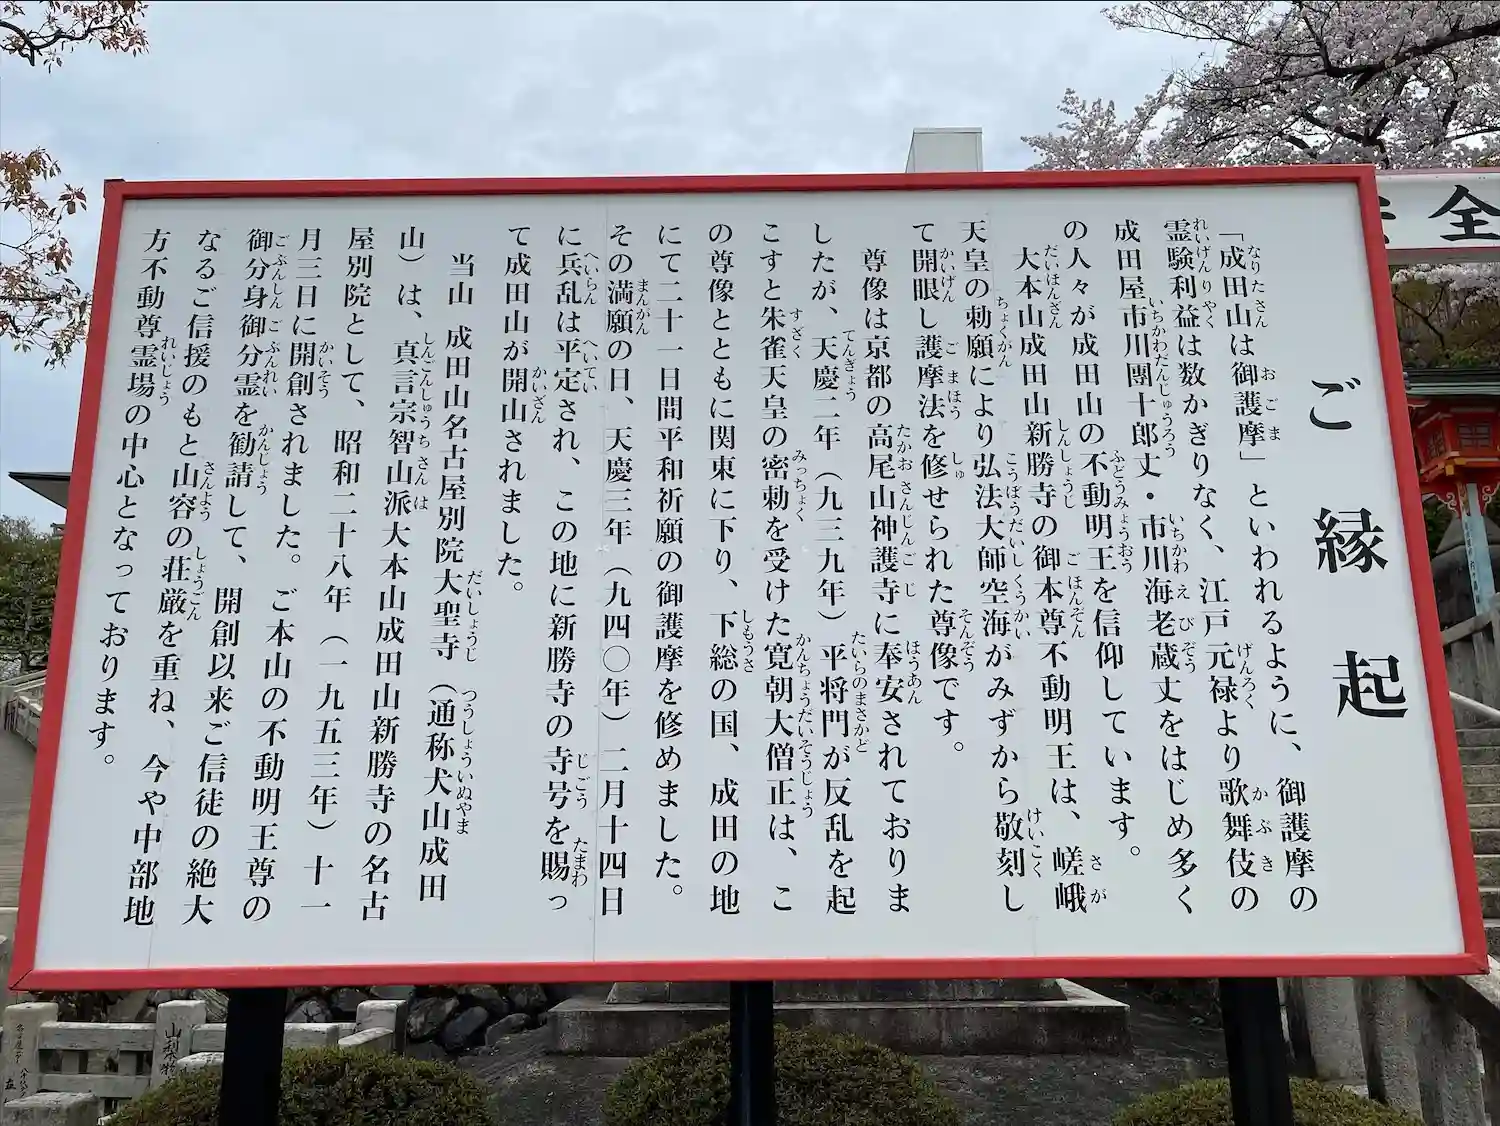 ご縁起
「成田山は御護摩」といわれるように、御護摩の
霊験利益は数かぎりなく、江戸元禄より歌舞伎の
成田屋市川團十郎丈・市川海老蔵丈をはじめ多く
の人々が成田山の不動明王を信仰しています。
大本山成田山新勝寺の御本尊不動明王は、嵯峨
天皇の勅願により弘法大師空海がみずから敬刻し
て開眼し護摩法を修せられた尊像です。
尊像は京都の高尾山神護寺に奉安されておりま
したが、天慶二年（九三九年）平将門が反乱を起
こすと朱雀天皇の密勅を受けた寛朝大僧正は、こ
の尊像とともに関東に下り、下総の国、成田の地
にて二十一日間平和祈願の御護摩を修めました。
その満願の日、天慶三年（九四〇年）二月十四日
に兵乱は平定され、この地に新勝寺の寺号を賜っ
て成田山が開山されました。
当山 成田山名古屋別院大聖寺（通称犬山成田
山）は、真言宗智山派大本山成田山新勝寺の名古
屋別院として、昭和二十八年（一九五三年）十一
月三日に開創されました。ご本山の不動明王尊の
御分身御分霊を勧請して、開創以来ご信徒の絶大
なるご信援のもと山容の荘厳を重ね、今や中部地
方不動尊霊場の中心となっております。
全